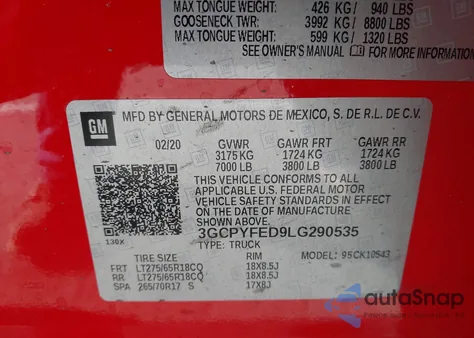 MAX TONGUE WEIGHT: 426 KG / 940 LBS
GOOSENECK TWR: 3992 KG / 8800 LBS
MAX TONGUE WEIGHT: 599 KG / 1320 LBS
SEE OWNER'S MANUAL FOR MORE INFORMATION
GM
MFD BY GENERAL MOTORS DE MEXICO, S. DE R.L. DE C.V.
02/20 GVWR GAWR FRT GAWR RR
3175 KG 1724 KG 1724 KG
7000 LB 3800 LB 3800 LB
THIS VEHICLE CONFORMS TO ALL
APPLICABLE U.S. FEDERAL MOTOR
VEHICLE SAFETY STANDARDS IN EFFECT
ON THE DATE OF MANUFACTURE SHOWN ABOVE.
3GCPYFED9LG290535
TYPE: TRUCK
138X
MODEL: 9SCK10543
TIRE SIZE RIM
FRT LT275/65R18CQ 18X8.5J
RR LT275/65R18CQ 18X8.5J
SPA 265/70R17 S 17X8J
autoSnap